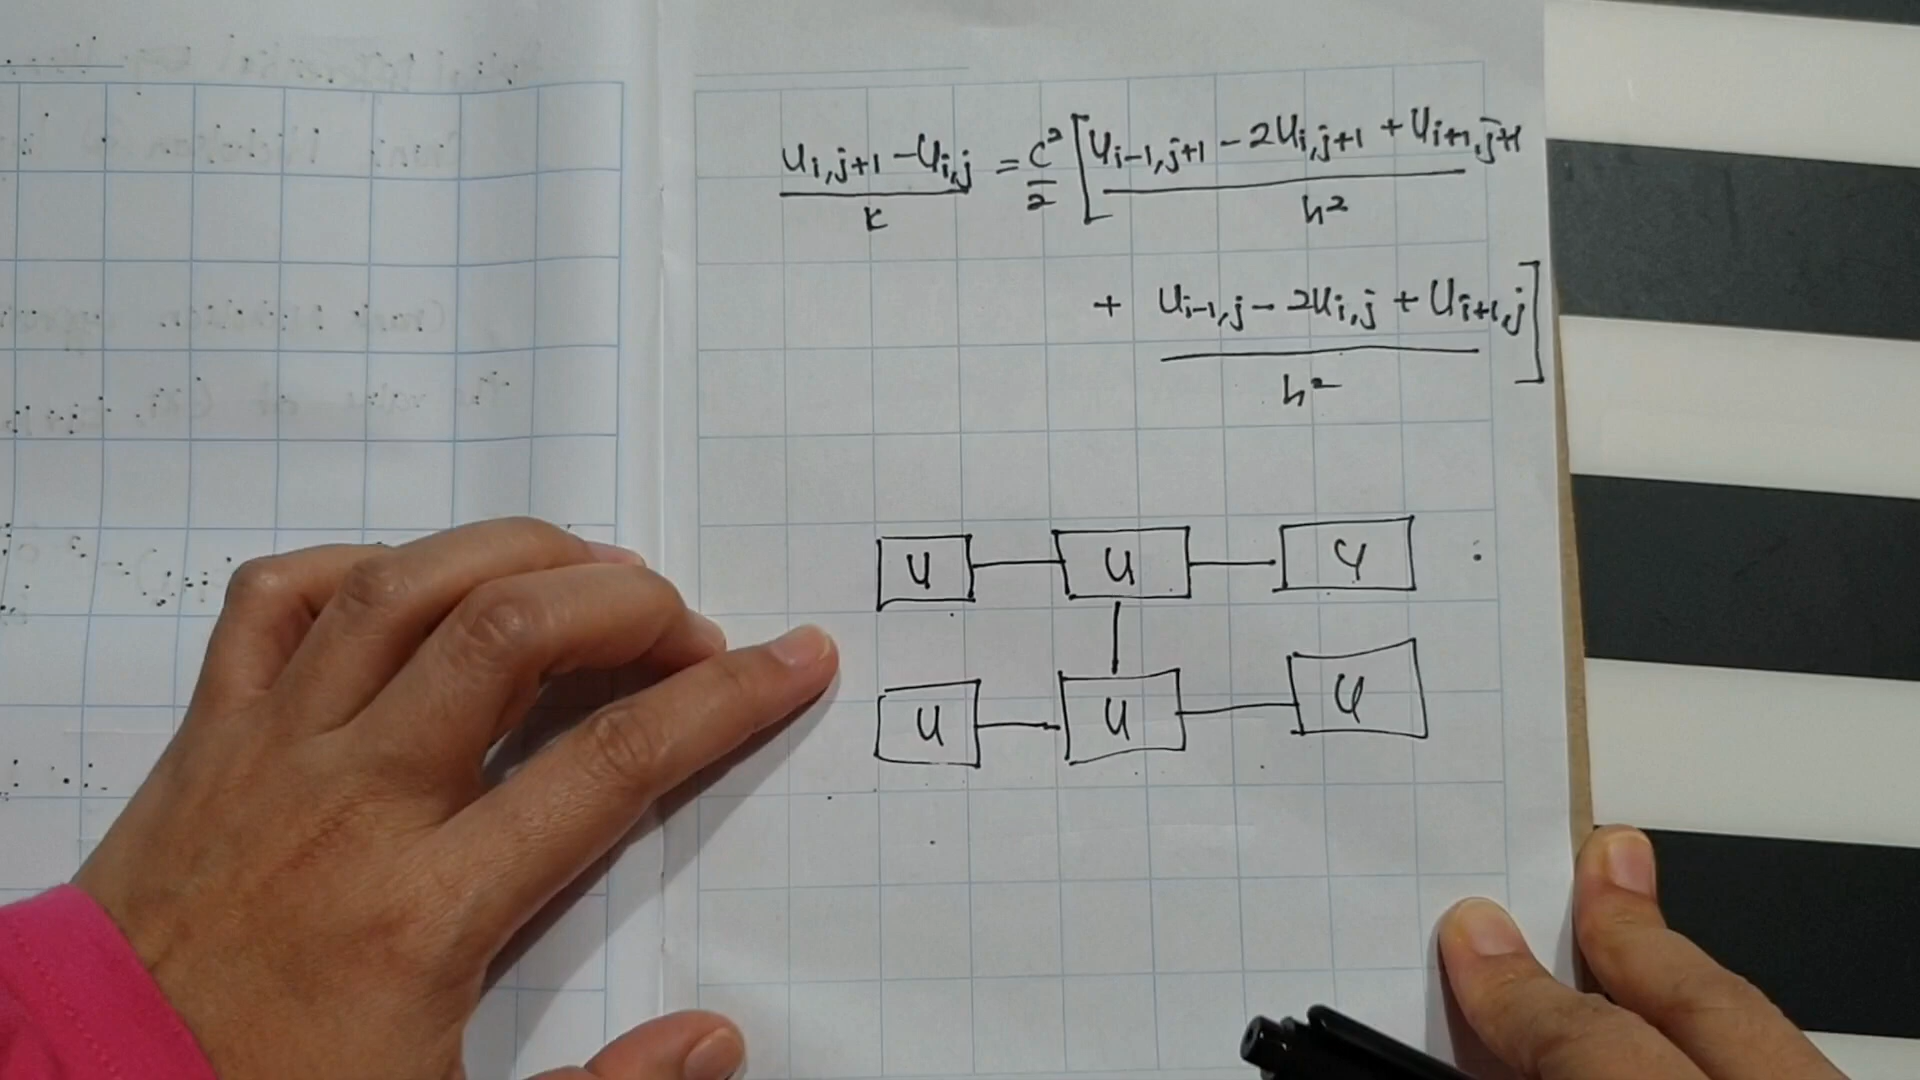 u_{i,j+1} - u_{i,j} / k = c² / 2 [ u_{i-1,j+1} - 2u_{i,j+1} + u_{i+1,j+1} / h²
+ u_{i-1,j} - 2u_{i,j} + u_{i+1,j} / h² ]
u u u
u u u